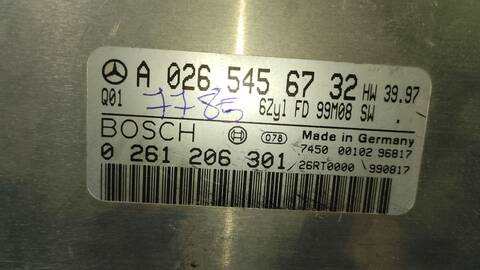 A 026 545 67 32 HW 39.97
Q01 7785 6Zyl FD 99M08 SW .
BOSCH 078 Made in Germany
7450 00102 96817
0 261 206 301
26RT0000 990817